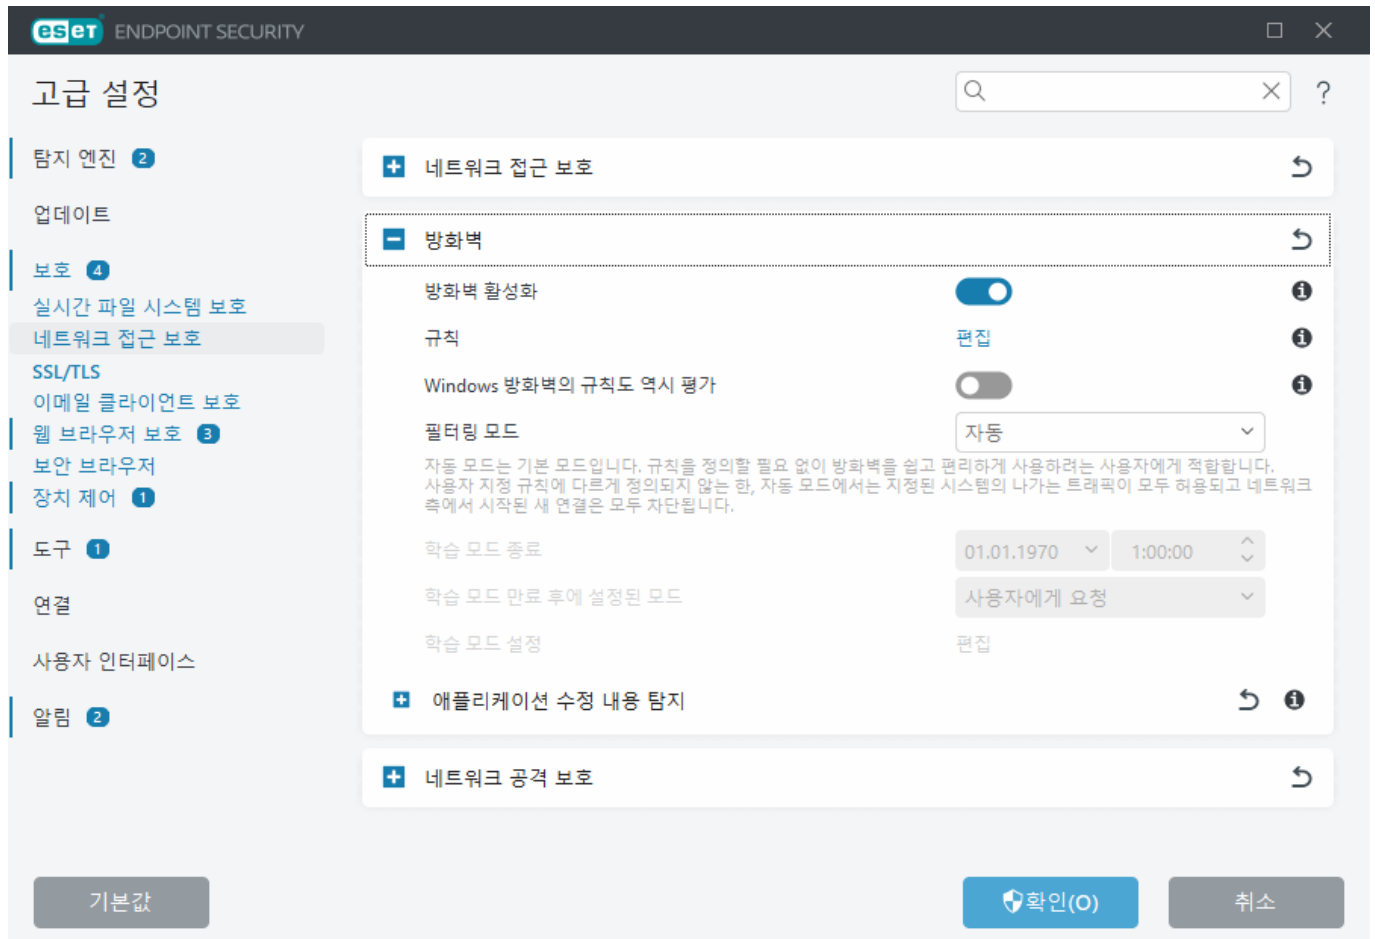 eset ENDPOINT SECURITY
고급 설정
?
탐지 엔진 2
업데이트
보호 4
실시간 파일 시스템 보호
네트워크 접근 보호
SSL/TLS
이메일 클라이언트 보호
웹 브라우저 보호 3
보안 브라우저
장치 제어 1
도구 1
연결
사용자 인터페이스
알림 2
네트워크 접근 보호
방화벽
방화벽 활성화
규칙 편집
Windows 방화벽의 규칙도 역시 평가
필터링 모드 자동
자동 모드는 기본 모드입니다. 규칙을 정의할 필요 없이 방화벽을 쉽고 편리하게 사용하려는 사용자에게 적합합니다.
사용자 지정 규칙에 다르게 정의되지 않는 한, 자동 모드에서는 지정된 시스템의 나가는 트래픽이 모두 허용되고 네트워크
측에서 시작된 새 연결은 모두 차단됩니다.
학습 모드 종료 01.01.1970 1:00:00
학습 모드 만료 후에 설정된 모드 사용자에게 요청
학습 모드 설정 편집
애플리케이션 수정 내용 탐지
네트워크 공격 보호
기본값 확인(O) 취소